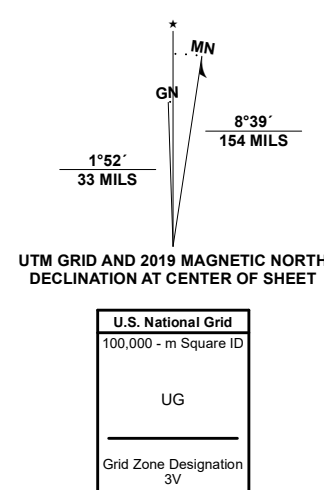 ★
MN
GN
8°39´
154 MILS
1°52´
33 MILS
UTM GRID AND 2019 MAGNETIC NORTH
DECLINATION AT CENTER OF SHEET
U.S. National Grid
100,000 - m Square ID
UG
Grid Zone Designation
3V